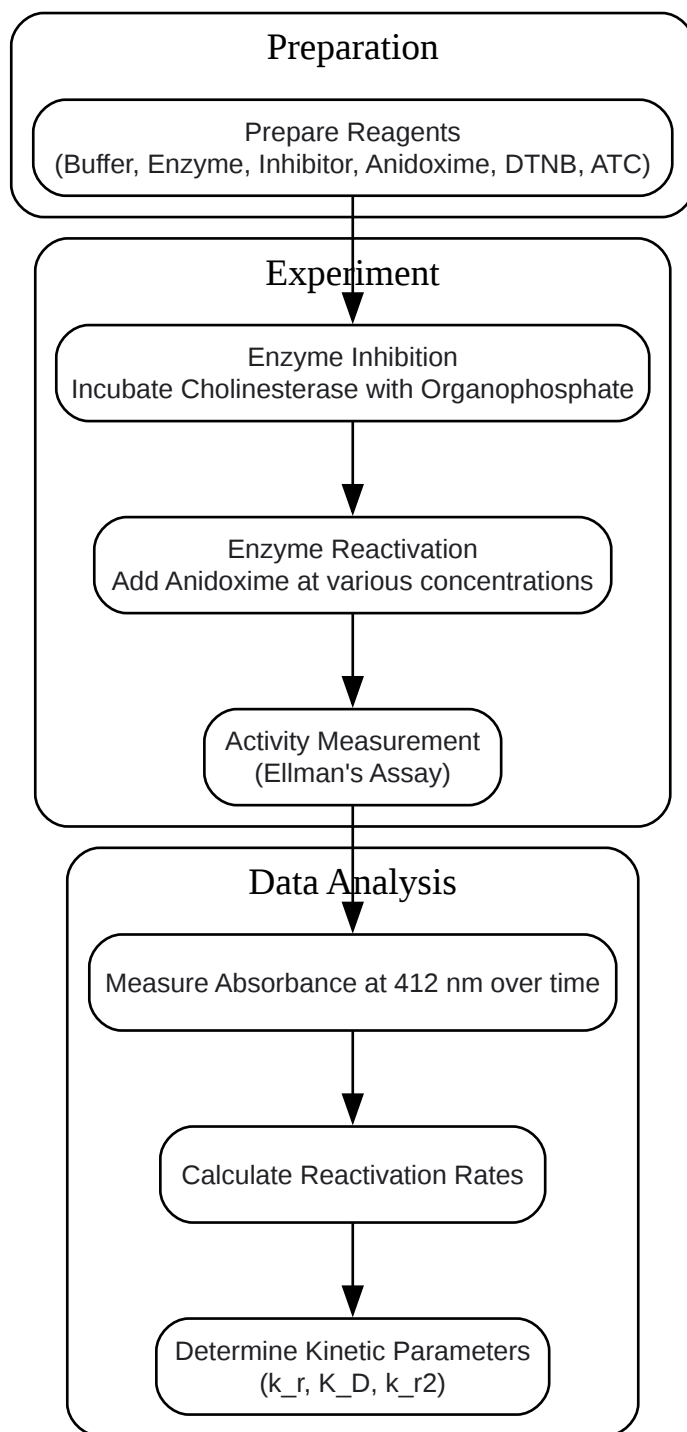 Preparation
Prepare Reagents
(Buffer, Enzyme, Inhibitor, Anidoxime, DTNB, ATC)
Experiment
Enzyme Inhibition
Incubate Cholinesterase with Organophosphate
Enzyme Reactivation
Add Anidoxime at various concentrations
Activity Measurement
(Ellman's Assay)
Data Analysis
Measure Absorbance at 412 nm over time
Calculate Reactivation Rates
Determine Kinetic Parameters
(k_r, K_D, k_r2)